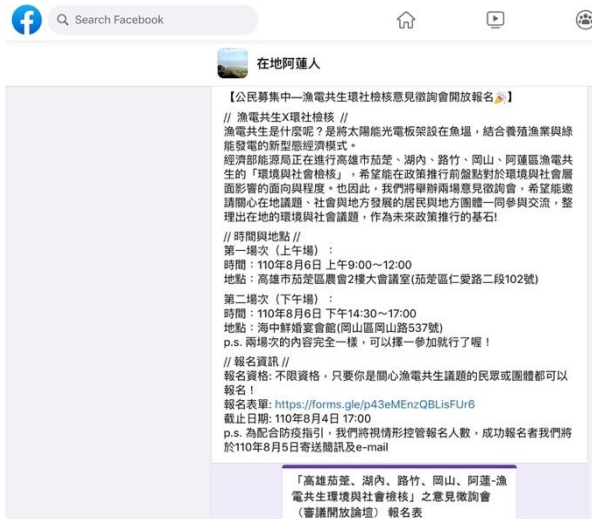 Search Facebook
在地阿蓮人
【公民募集中—漁電共生環社檢核意見徵詢會開放報名🎉】
// 漁電共生X環社檢核 //
漁電共生是什麼呢?是將太陽能光電板架設在魚塭,結合養殖漁業與綠
能發電的新型態經濟模式。
經濟部能源局正在進行高雄市茄萣、湖內、路竹、岡山、阿蓮區漁電共
生的「環境與社會檢核」,希望能在政策推行前盤點對於環境與社會層
面影響的面向與程度。也因此,我們將舉辦兩場意見徵詢會,希望能邀
請關心在地議題、社會與地方發展的居民與地方團體一同參與交流,整
理出在地的環境與社會議題,作為未來政策推行的基石!
// 時間與地點 //
第一場次(上午場):
時間:110年8月6日 上午9:00~12:00
地點:高雄市茄萣區農會2樓大會議室(茄萣區仁愛路二段102號)
第二場次(下午場):
時間:110年8月6日 下午14:30~17:00
地點:海中鮮婚宴會館(岡山區岡山路537號)
p.s. 兩場次的內容完全一樣,可以擇一參加就行了喔!
// 報名資訊 //
報名資格: 不限資格,只要你是關心漁電共生議題的民眾或團體都可以
報名!
報名表單: https://forms.gle/p43eMEnzQBLisFUr6
截止日期: 110年8月4日 17:00
p.s. 為配合防疫指引,我們將視情形控管報名人數,成功報名者我們將
於110年8月5日寄送簡訊及e-mail
「高雄茄萣、湖內、路竹、岡山、阿蓮-漁
電共生環境與社會檢核」之意見徵詢會
(審議開放論壇) 報名表